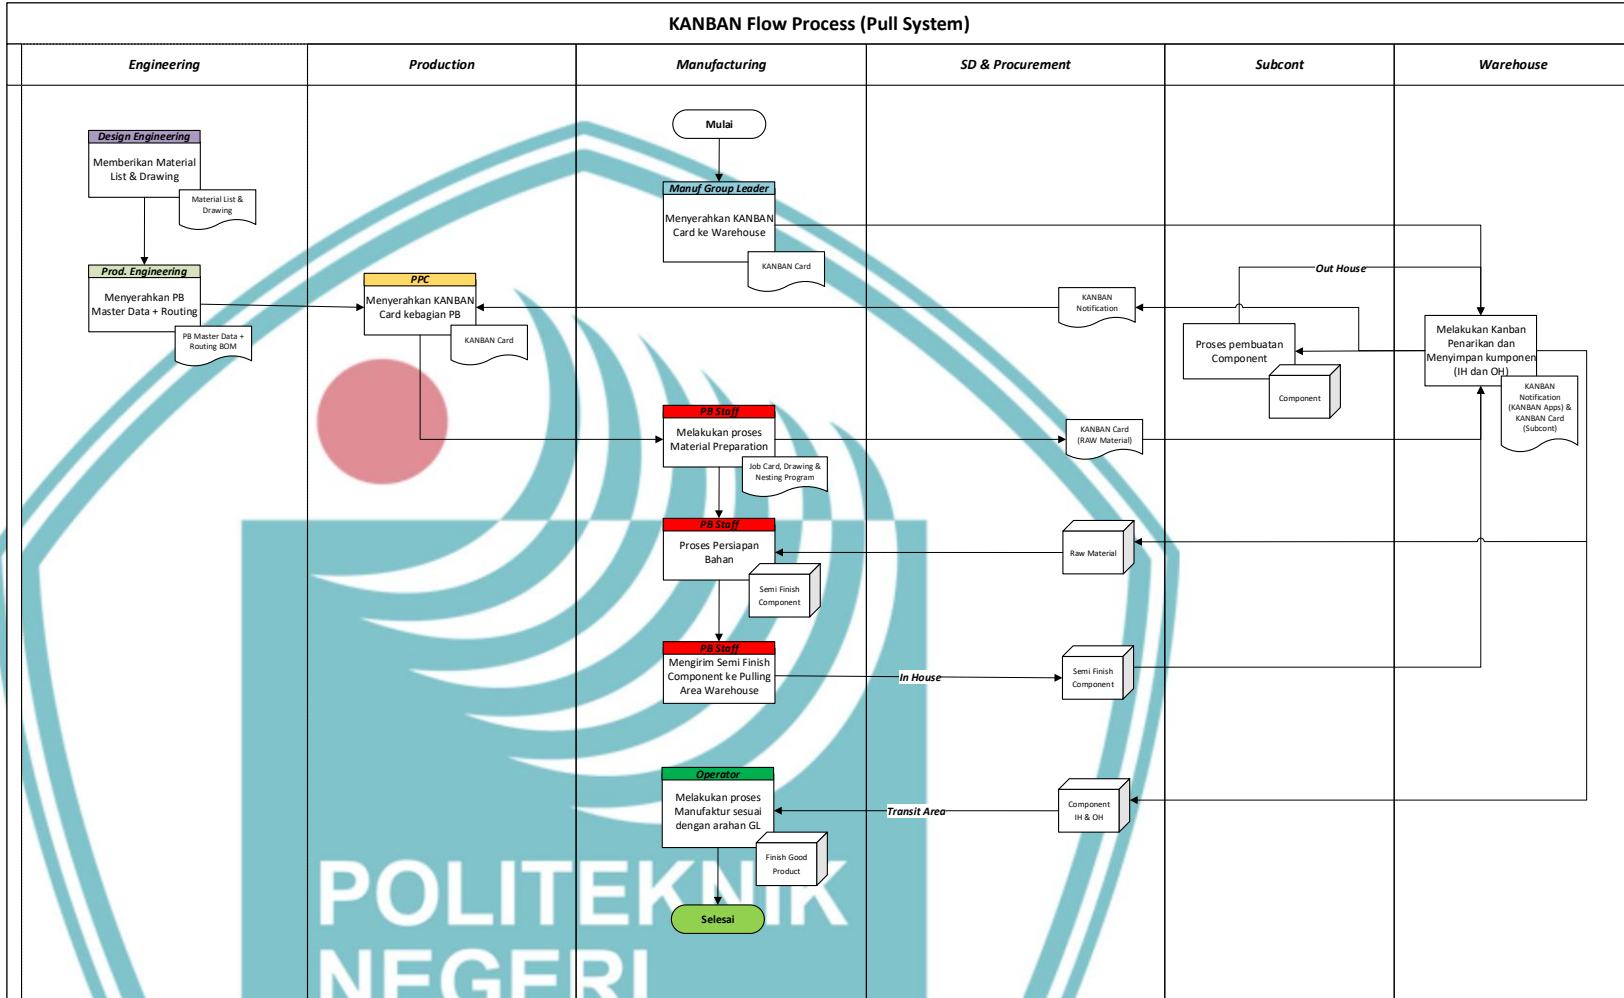 KANBAN Flow Process (Pull System)
Engineering
Production
Manufacturing
SD & Procurement
Subcont
Warehouse
Mulai
Design Engineering
Memberikan Material
List & Drawing
Material List &
Drawing
Manuf Group Leader
Menyerahkan KANBAN
Card ke Warehouse
KANBAN Card
Prod. Engineering
Menyerahkan PB
Master Data + Routing
PB Master Data +
Routing BOM
PPC
Menyerahkan KANBAN
Card kebagian PB
KANBAN Card
KANBAN
Notification
Out House
Proses pembuatan
Component
Component
Melakukan Kanban
Penarikan dan
Menyimpan kumponen
(IH dan OH)
KANBAN
Notification
(KANBAN Apps) &
KANBAN Card
(Subcont)
PB Staff
Melakukan proses
Material Preparation
Job Card, Drawing &
Nesting Program
KANBAN Card
(RAW Material)
PB Staff
Proses Persiapan
Bahan
Semi Finish
Component
Raw Material
PB Staff
Mengirim Semi Finish
Component ke Pulling
Area Warehouse
In House
Semi Finish
Component
Operator
Melakukan proses
Manufaktur sesuai
dengan arahan GL
Finish Good
Product
Transit Area
Component
IH & OH
Selesai
POLITEKNIK
NEGERI